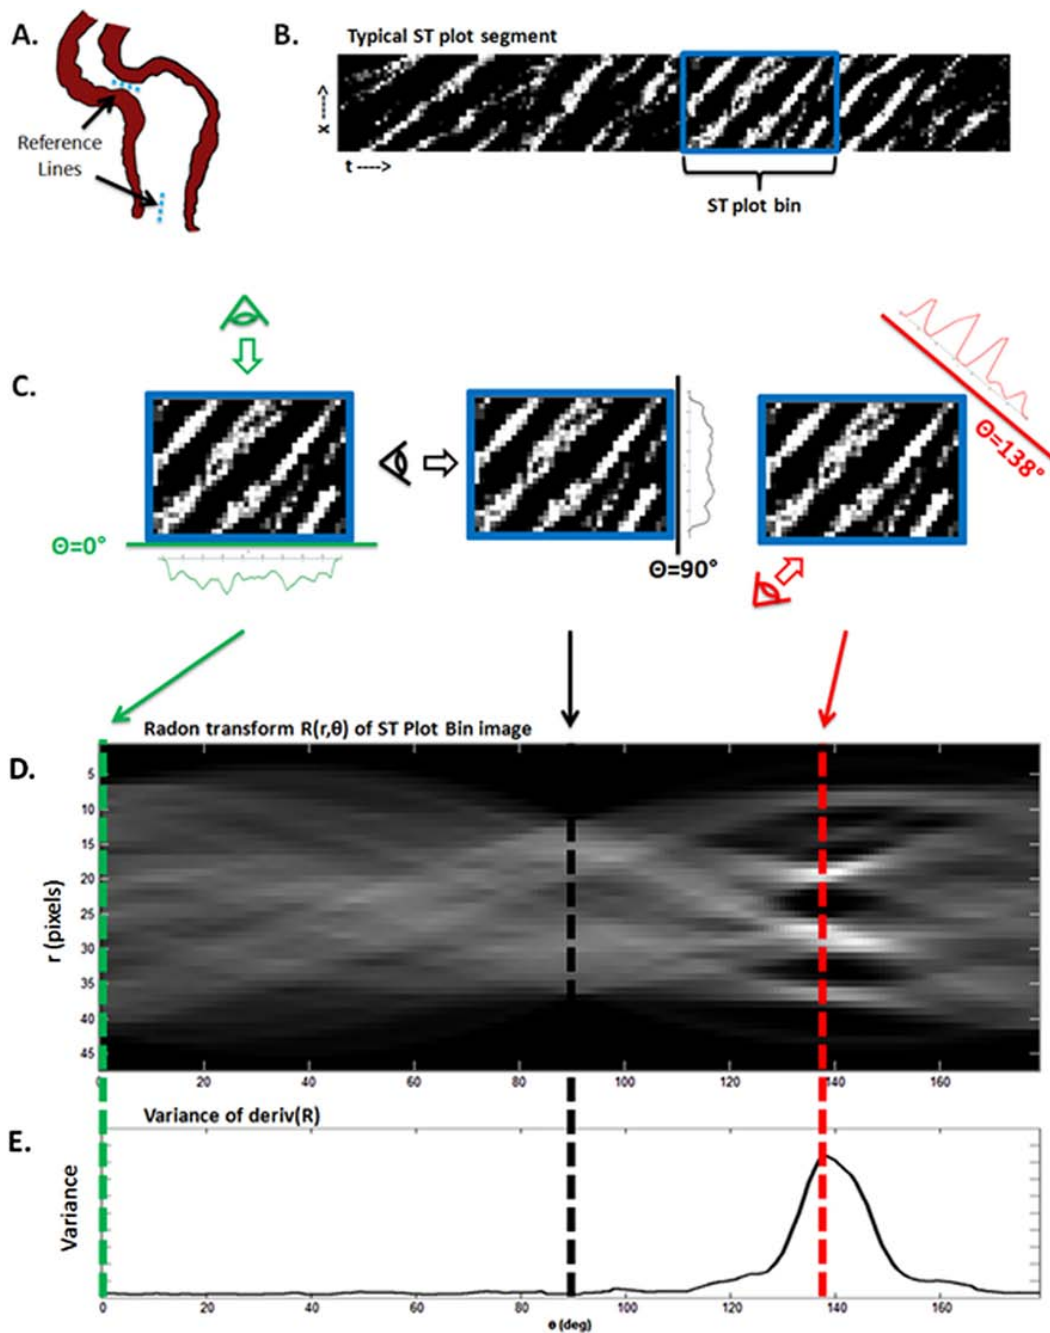 A.
Reference
Lines
B.
Typical ST plot segment
x ---->
t ---->
ST plot bin
C.
Θ=0°
Θ=90°
Θ=138°
Radon transform R(r,θ) of ST Plot Bin image
D.
r (pixels)
5
10
15
20
25
30
35
40
45
0 20 40 60 80 100 120 140 160
Variance of deriv(R)
E.
Variance
0 20 40 60 80 100 120 140 160
Θ (deg)